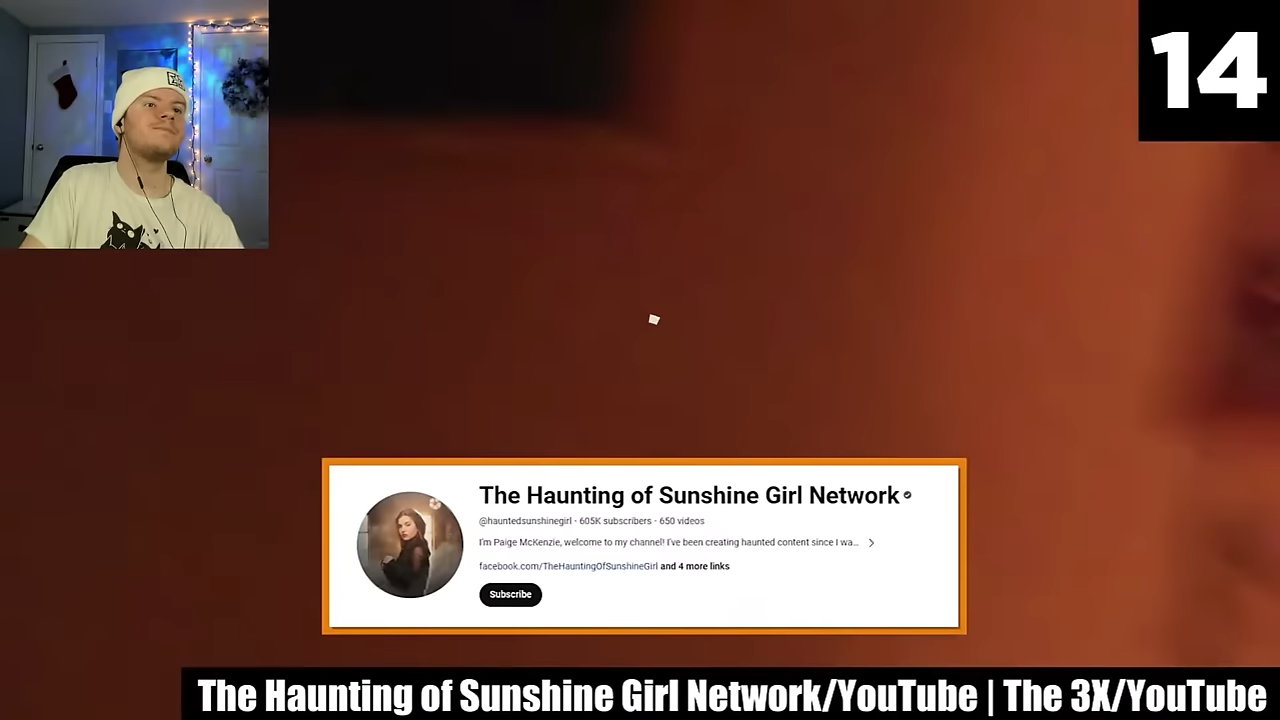 14
The Haunting of Sunshine Girl Network
@hauntedsunshinegirl · 605K subscribers · 650 videos
I'm Paige McKenzie, welcome to my channel! I've been creating haunted content since I wa...
facebook.com/TheHauntingOfSunshineGirl and 4 more links
Subscribe
The Haunting of Sunshine Girl Network/YouTube | The 3X/YouTube